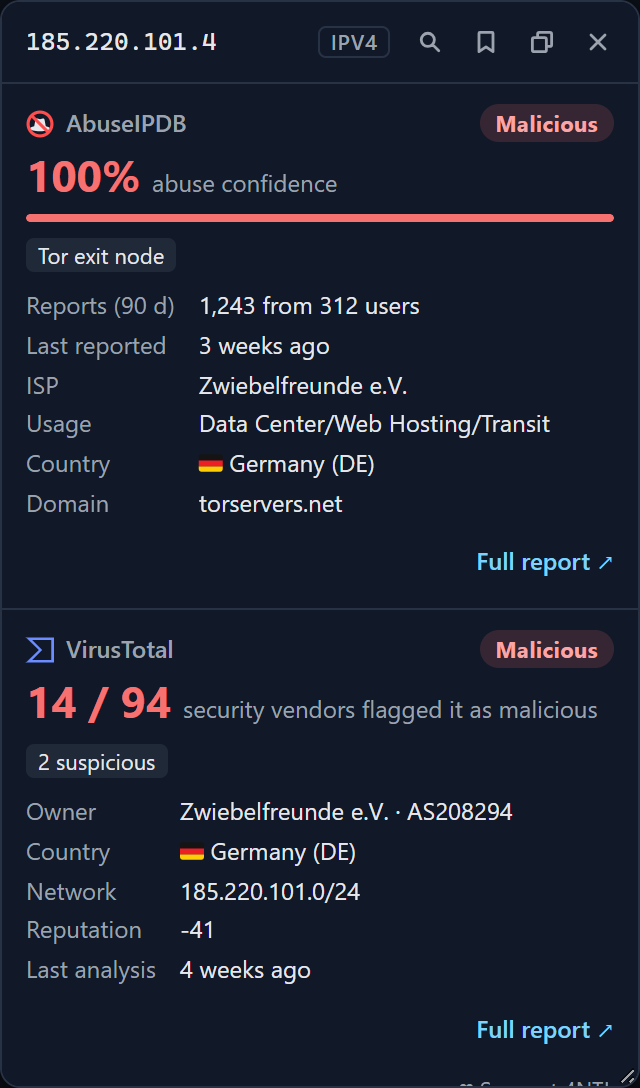 185.220.101.4 IPV4
AbuseIPDB Malicious
100% abuse confidence
Tor exit node
Reports (90 d) 1,243 from 312 users
Last reported 3 weeks ago
ISP Zwiebelfreunde e.V.
Usage Data Center/Web Hosting/Transit
Country Germany (DE)
Domain torservers.net
Full report ↗
VirusTotal Malicious
14 / 94 security vendors flagged it as malicious
2 suspicious
Owner Zwiebelfreunde e.V. · AS208294
Country Germany (DE)
Network 185.220.101.0/24
Reputation -41
Last analysis 4 weeks ago
Full report ↗